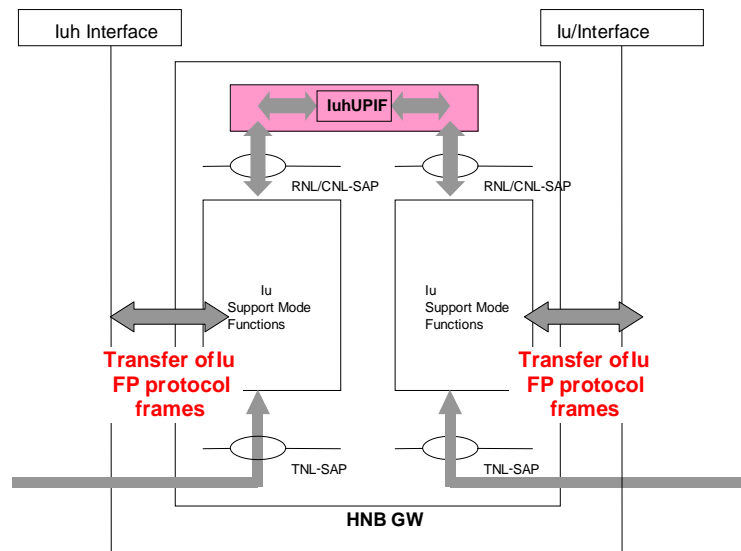 Iuh Interface
Iu/Interface
IuhUPIF
RNL/CNL-SAP
RNL/CNL-SAP
Iu
Support Mode
Functions
Iu
Support Mode
Functions
Transfer of Iu
FP protocol
frames
Transfer of Iu
FP protocol
frames
TNL-SAP
TNL-SAP
HNB GW